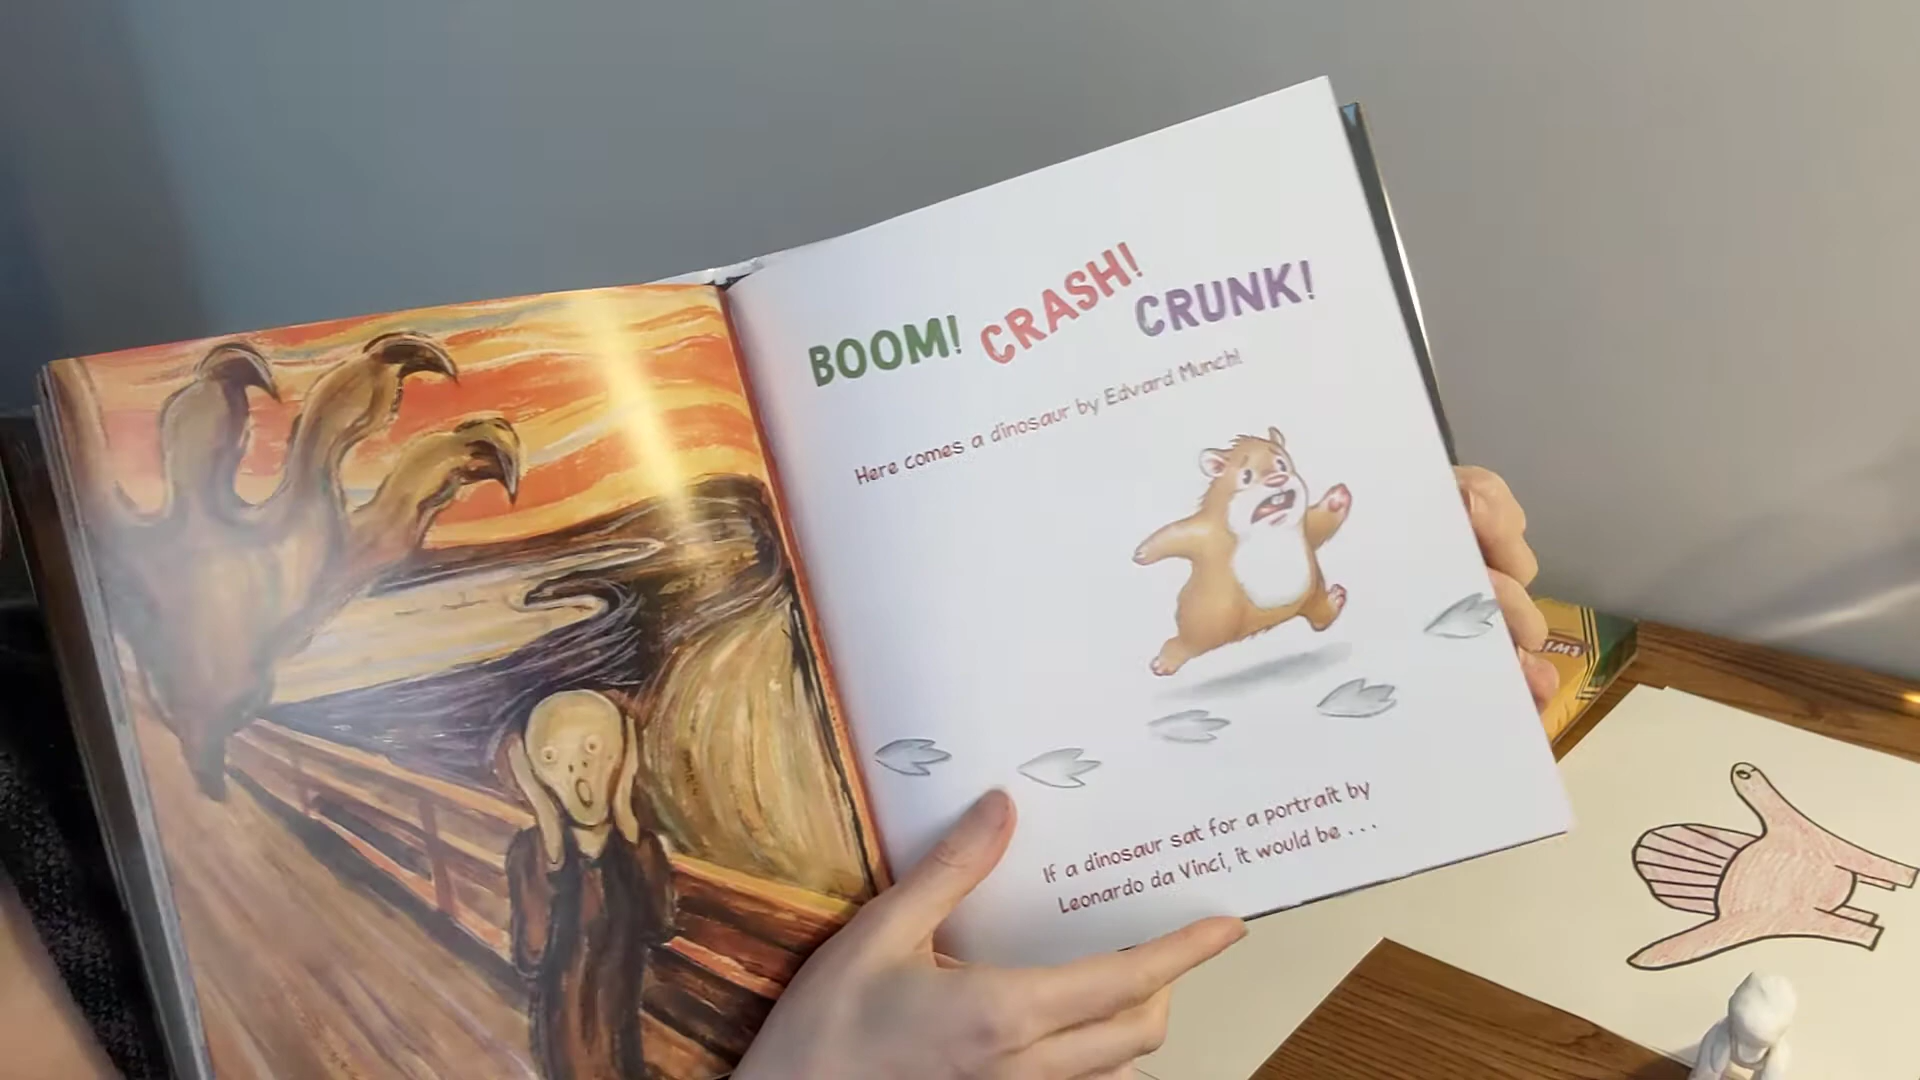 BOOM! CRASH! CRUNK!
Here comes a dinosaur by Edvard Munch!
If a dinosaur sat for a portrait by
Leonardo da Vinci, it would be . . .